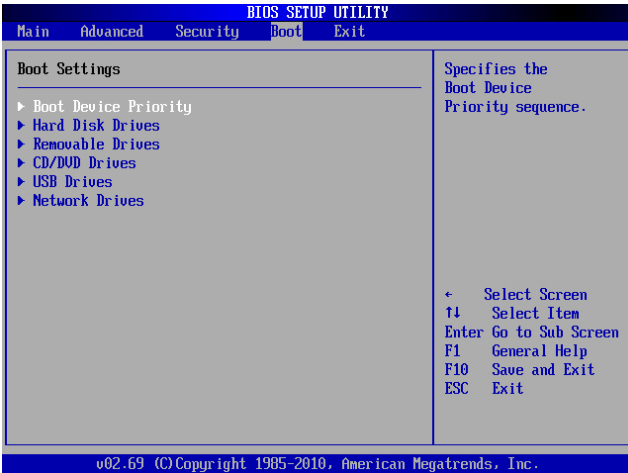 BIOS SETUP UTILITY
Main Advanced Security Boot Exit
Boot Settings
Boot Device Priority
Hard Disk Drives
Removable Drives
CD/DVD Drives
USB Drives
Network Drives
Specifies the
Boot Device
Priority sequence.
← Select Screen
↑↓ Select Item
Enter Go to Sub Screen
F1 General Help
F10 Save and Exit
ESC Exit
v02.69 (C)Copyright 1985-2010, American Megatrends, Inc.